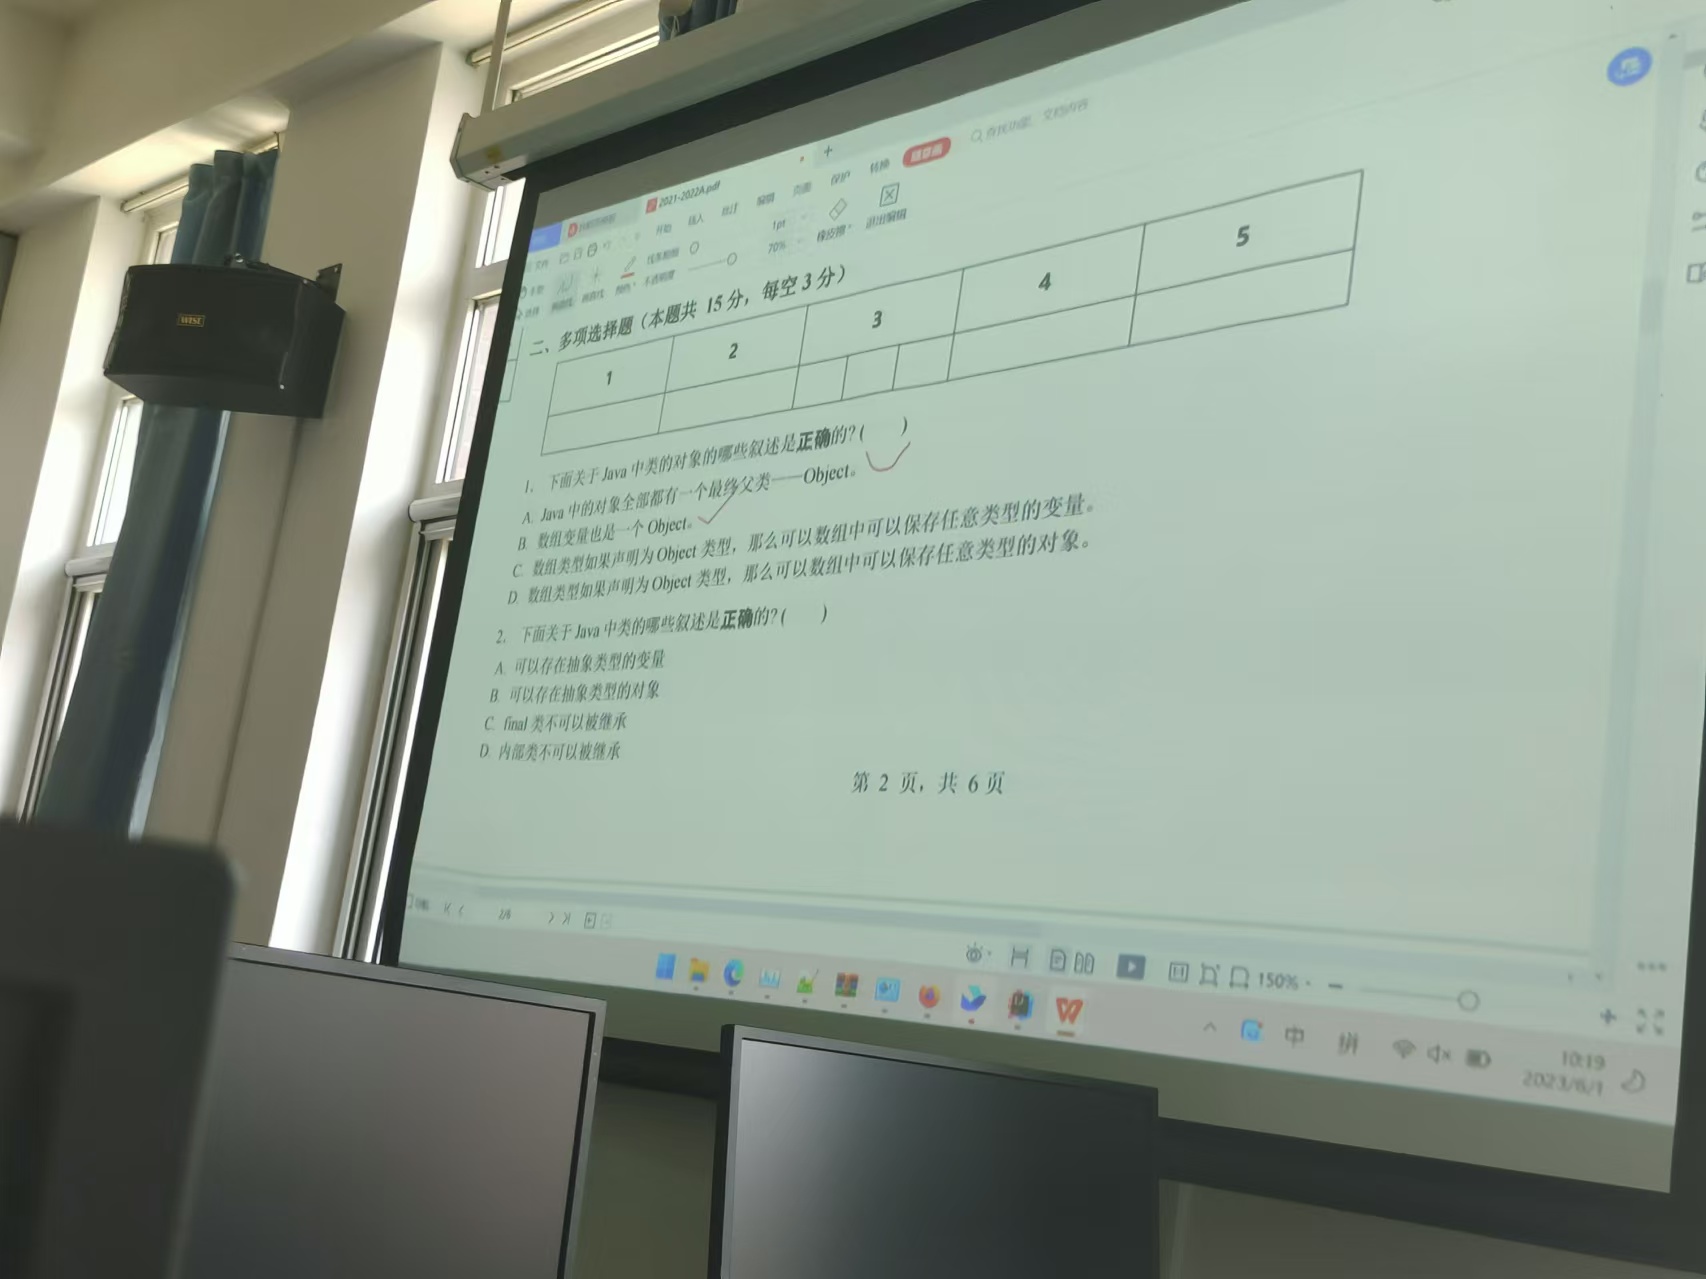 WISE
2021-2022A.pdf
+
查找功能、文档内容
开始
插入
批注
编辑
页面
保护
转换
文件
1pt
70%
橡皮擦
退出编辑
二、多项选择题（本题共 15 分，每空 3 分）
1 2 3 4 5
1. 下面关于 Java 中类的对象的哪些叙述是正确的?( )
A. Java 中的对象全部都有一个最终父类——Object。
B. 数组变量也是一个 Object。
C. 数组类型如果声明为 Object 类型，那么可以数组中可以保存任意类型的变量。
D. 数组类型如果声明为 Object 类型，那么可以数组中可以保存任意类型的对象。
2. 下面关于 Java 中类的哪些叙述是正确的?( )
A. 可以存在抽象类型的变量
B. 可以存在抽象类型的对象
C. final 类不可以被继承
D. 内部类不可以被继承
第 2 页，共 6 页
2/6
150%
中
拼
10:19
2023/6/1